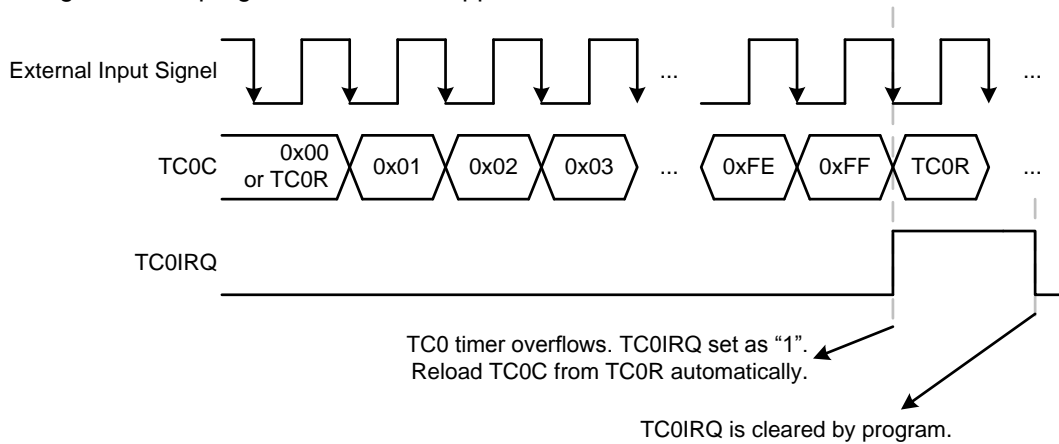 External Input Signel
...
...
TC0C
0x00
or TC0R
0x01
0x02
0x03
...
0xFE
0xFF
TC0R
...
TC0IRQ
TC0 timer overflows. TC0IRQ set as “1”.
Reload TC0C from TC0R automatically.
TC0IRQ is cleared by program.